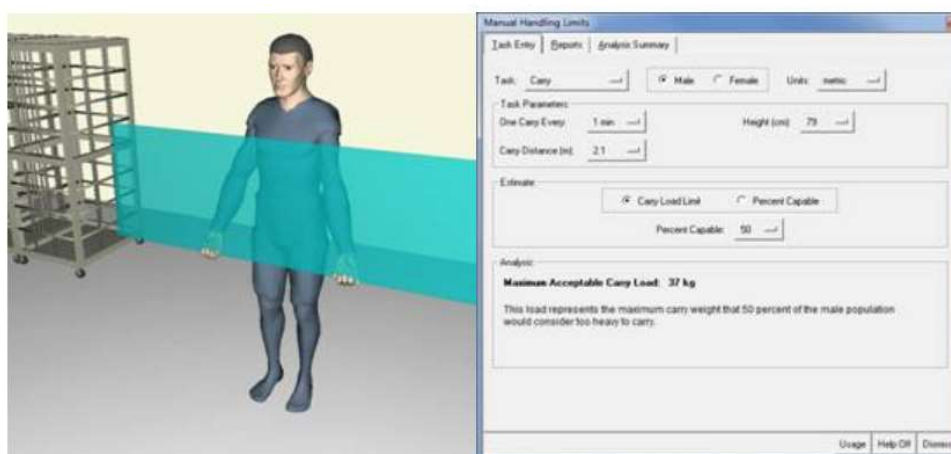 Manual Handling Limits
Task Entry Reports Analysis Summary
Task: Carry Male Female Units: metric
Task Parameters
One Carry Every: 1 min Height (cm): 79
Carry Distance (m): 2.1
Estimate
Carry Load Limit Percent Capable
Percent Capable: 50
Analysis
Maximum Acceptable Carry Load: 37 kg
This load represents the maximum carry weight that 50 percent of the male population
would consider too heavy to carry.
Usage Help Off Dismiss